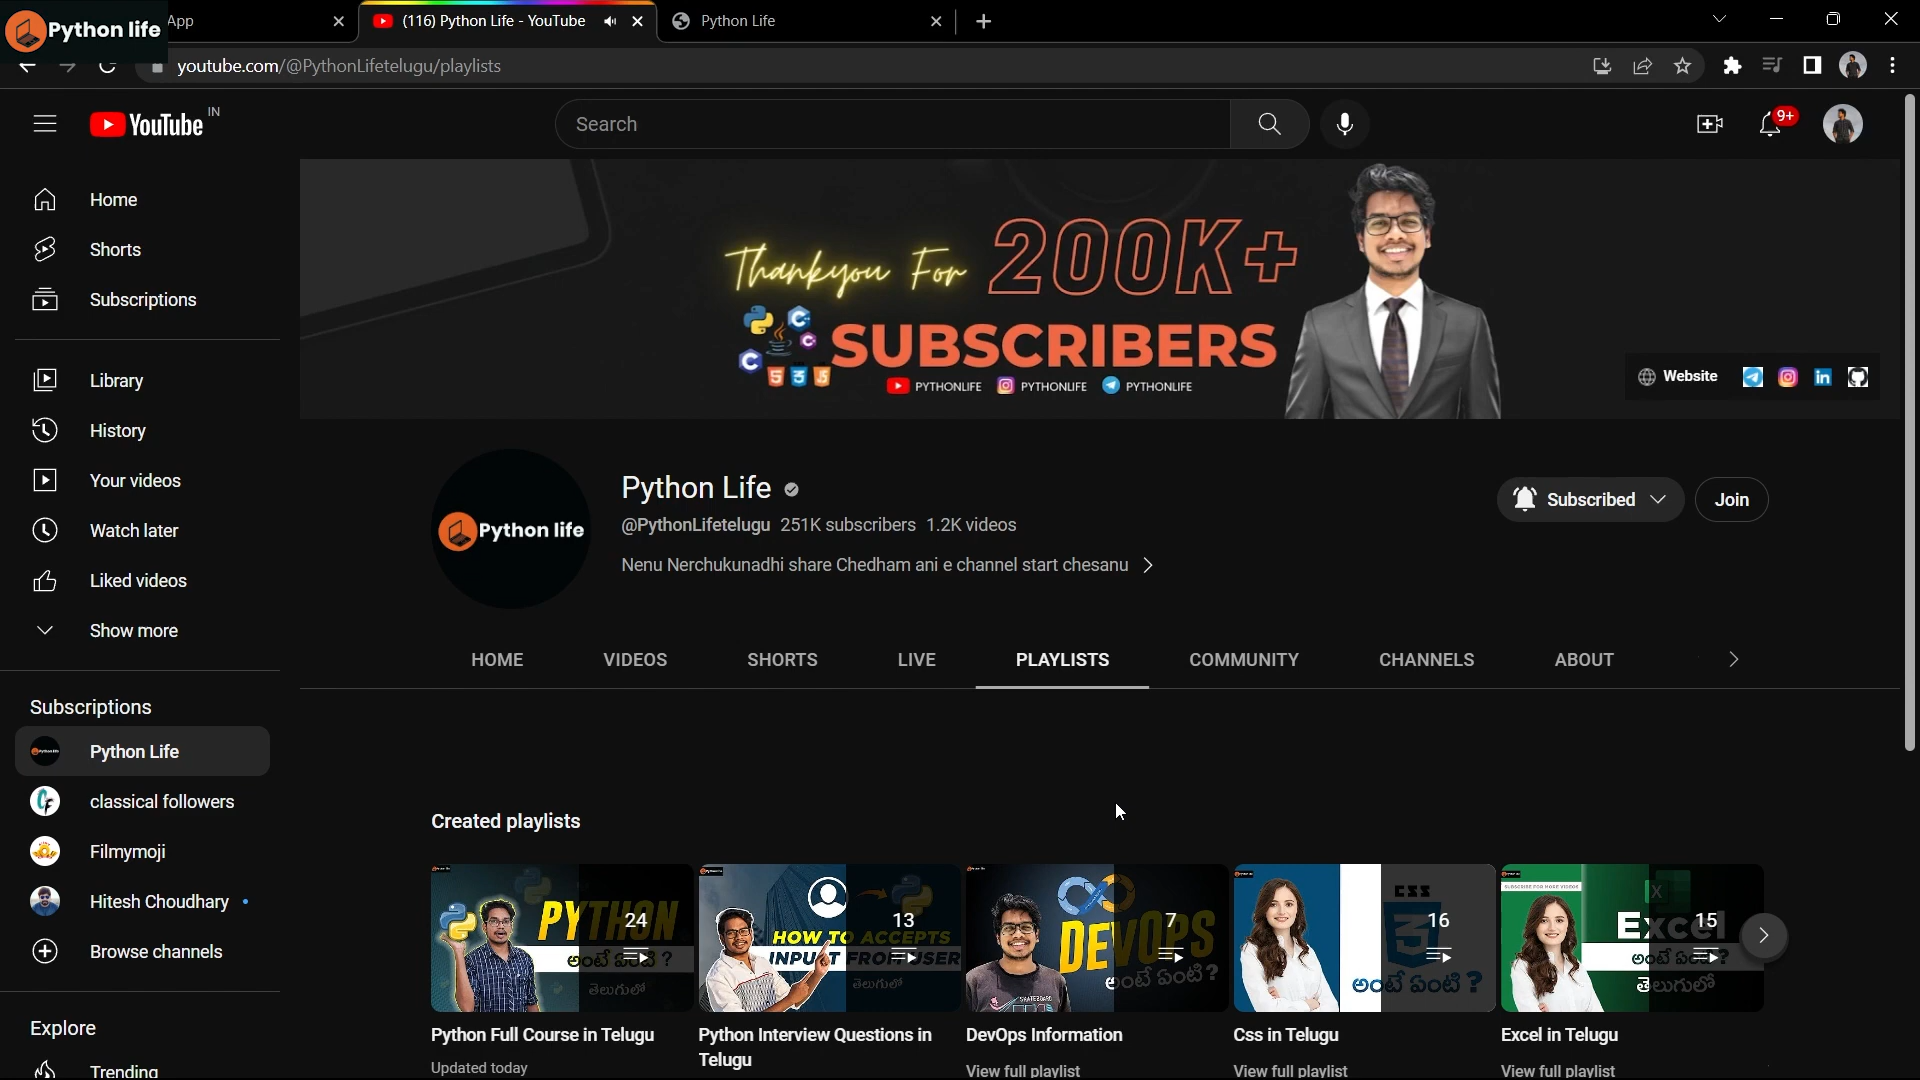 Python life
App
(116) Python Life - YouTube
Python Life
youtube.com/@PythonLifetelugu/playlists
YouTube IN
Search
9+
Home
Shorts
Subscriptions
Library
History
Your videos
Watch later
Liked videos
Show more
Subscriptions
Python Life
classical followers
Filmymoji
Hitesh Choudhary
Browse channels
Explore
Trending
Thankyou For 200K+
SUBSCRIBERS
PYTHONLIFE PYTHONLIFE PYTHONLIFE
Website
Python life
Python Life
@PythonLifetelugu 251K subscribers 1.2K videos
Nenu Nerchukunadhi share Chedham ani e channel start chesanu
Subscribed
Join
HOME VIDEOS SHORTS LIVE PLAYLISTS COMMUNITY CHANNELS ABOUT
Created playlists
PYTHON
అంటే ఏంటి ?
తెలుగులో
24
HOW TO ACCEPTS
INPUT FROM USER
తెలుగులో
13
DEVOPS
అంటే ఏంటి ?
SKATEBOARD
7
CSS
అంటే ఏంటి ?
16
SUBSCRIBE FOR MORE VIDEOS
Excel
అంటే ఏంటి ?
తెలుగులో
15
Python Full Course in Telugu
Updated today
Python Interview Questions in
Telugu
DevOps Information
View full playlist
Css in Telugu
View full playlist
Excel in Telugu
View full playlist